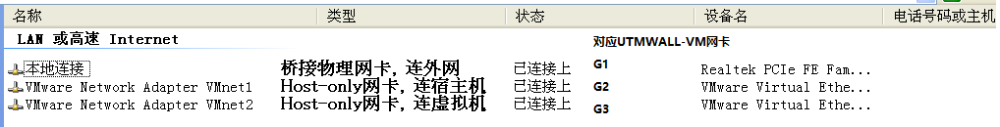 名称 类型 状态 设备名 电话号码或主机
LAN 或高速 Internet 对应UTMWALL-VM网卡
本地连接 桥接物理网卡, 连外网 已连接上 G1 Realtek PCIe FE Fam...
VMware Network Adapter VMnet1 Host-only网卡, 连宿主机 已连接上 G2 VMware Virtual Ethe...
VMware Network Adapter VMnet2 Host-only网卡, 连虚拟机 已连接上 G3 VMware Virtual Ethe...